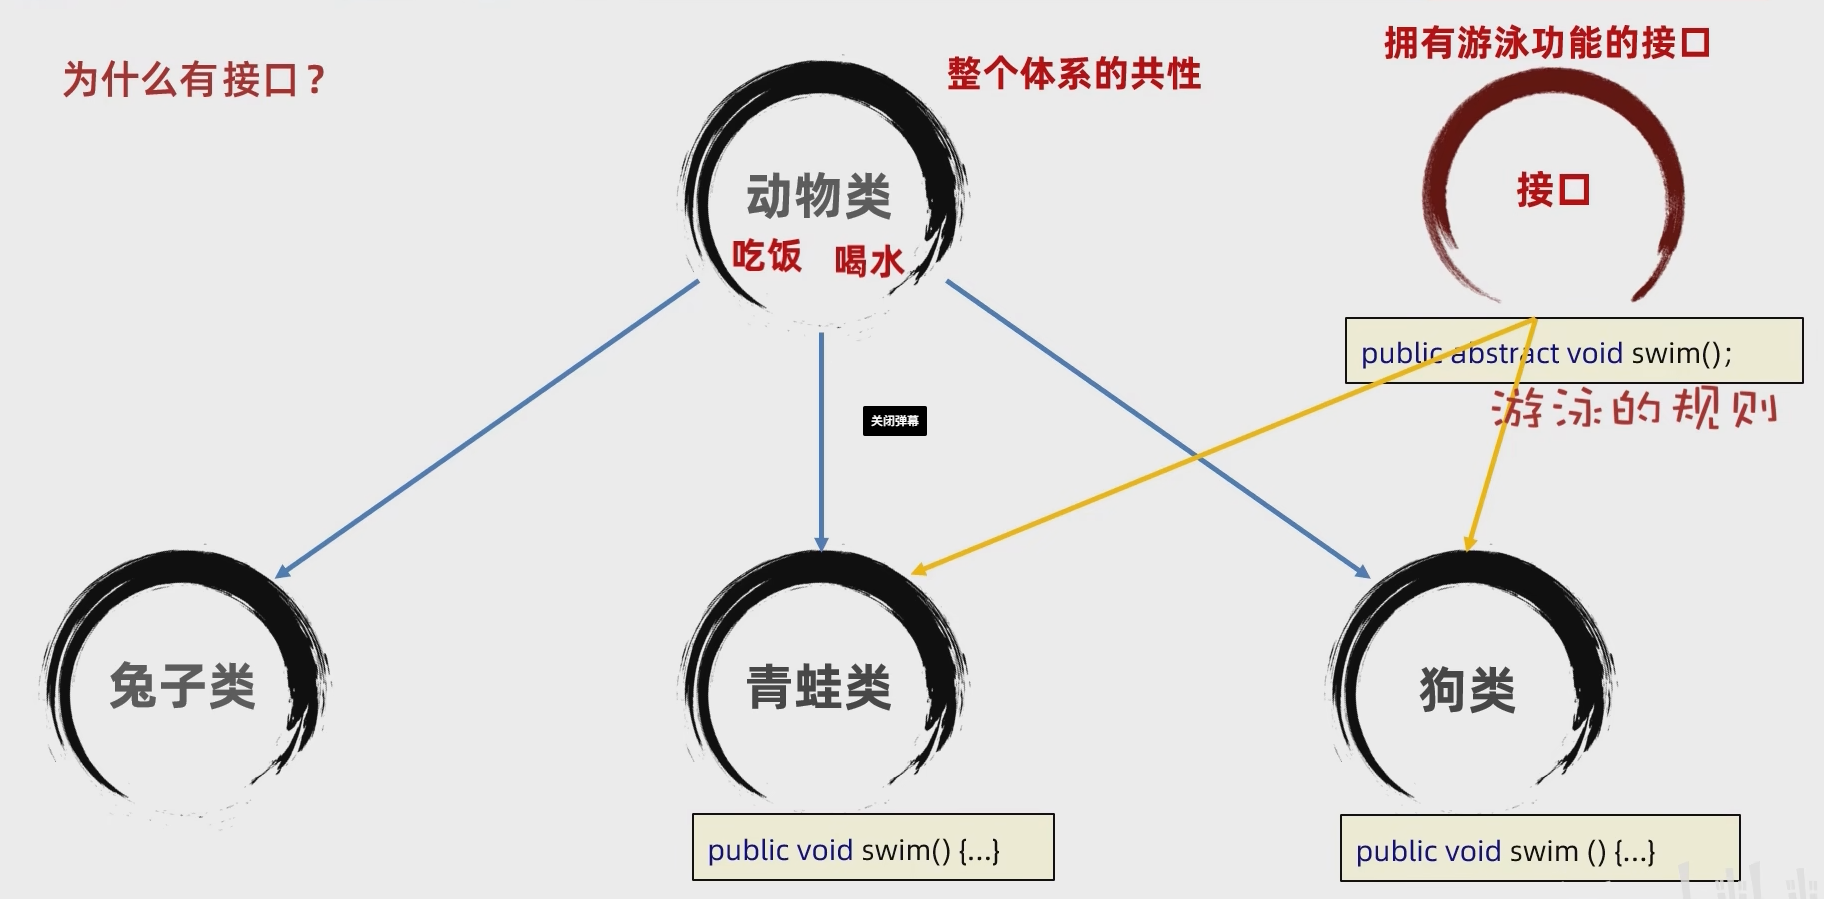 为什么有接口？
整个体系的共性
拥有游泳功能的接口
动物类
吃饭 喝水
接口
public abstract void swim();
游泳的规则
关闭弹幕
兔子类
青蛙类
狗类
public void swim() {...}
public void swim () {...}